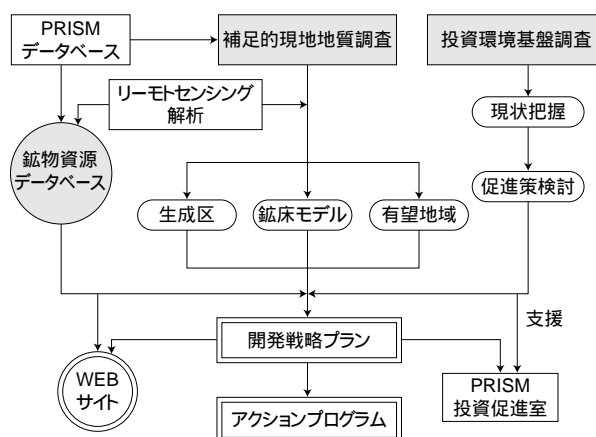 PRISM
データベース
補足的現地地質調査
投資環境基盤調査
リーモトセンシング
解析
現状把握
鉱物資源
データベース
促進策検討
生成区
鉱床モデル
有望地域
支援
開発戦略プラン
WEB
サイト
PRISM
投資促進室
アクションプログラム